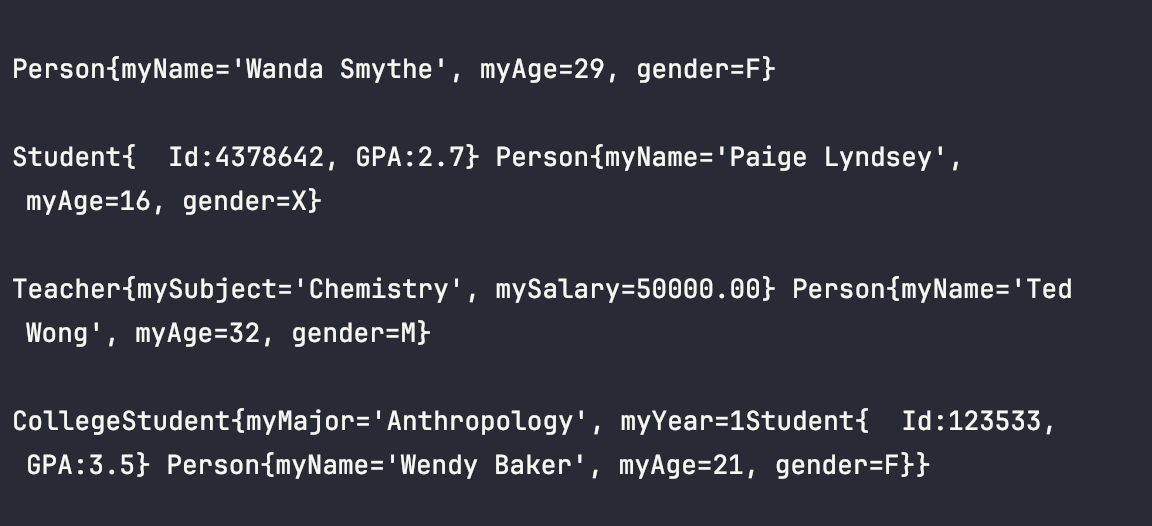 Person{myName='Wanda Smythe', myAge=29, gender=F}
Student{  Id:4378642, GPA:2.7} Person{myName='Paige Lyndsey',
 myAge=16, gender=X}
Teacher{mySubject='Chemistry', mySalary=50000.00} Person{myName='Ted
 Wong', myAge=32, gender=M}
CollegeStudent{myMajor='Anthropology', myYear=1Student{  Id:123533,
 GPA:3.5} Person{myName='Wendy Baker', myAge=21, gender=F}}